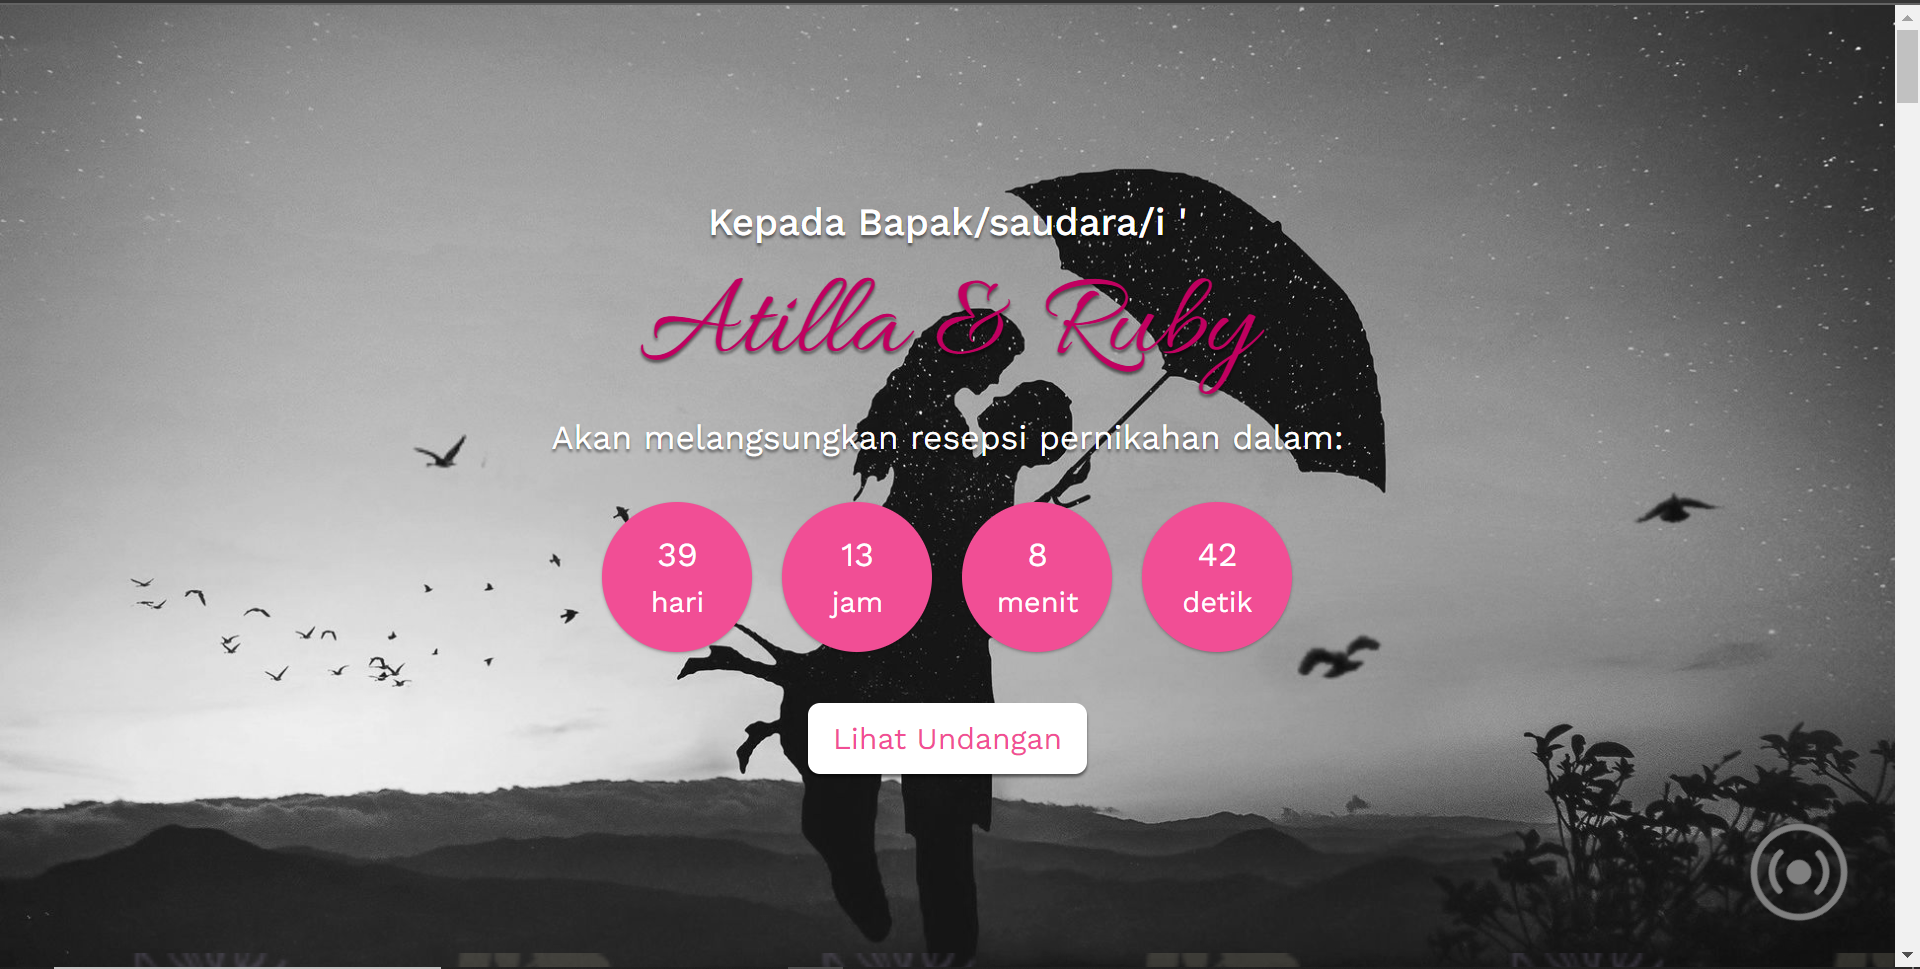 Kepada Bapak/saudara/i '
Atilla & Ruby
Akan melangsungkan resepsi pernikahan dalam:
39 hari
13 jam
8 menit
42 detik
Lihat Undangan